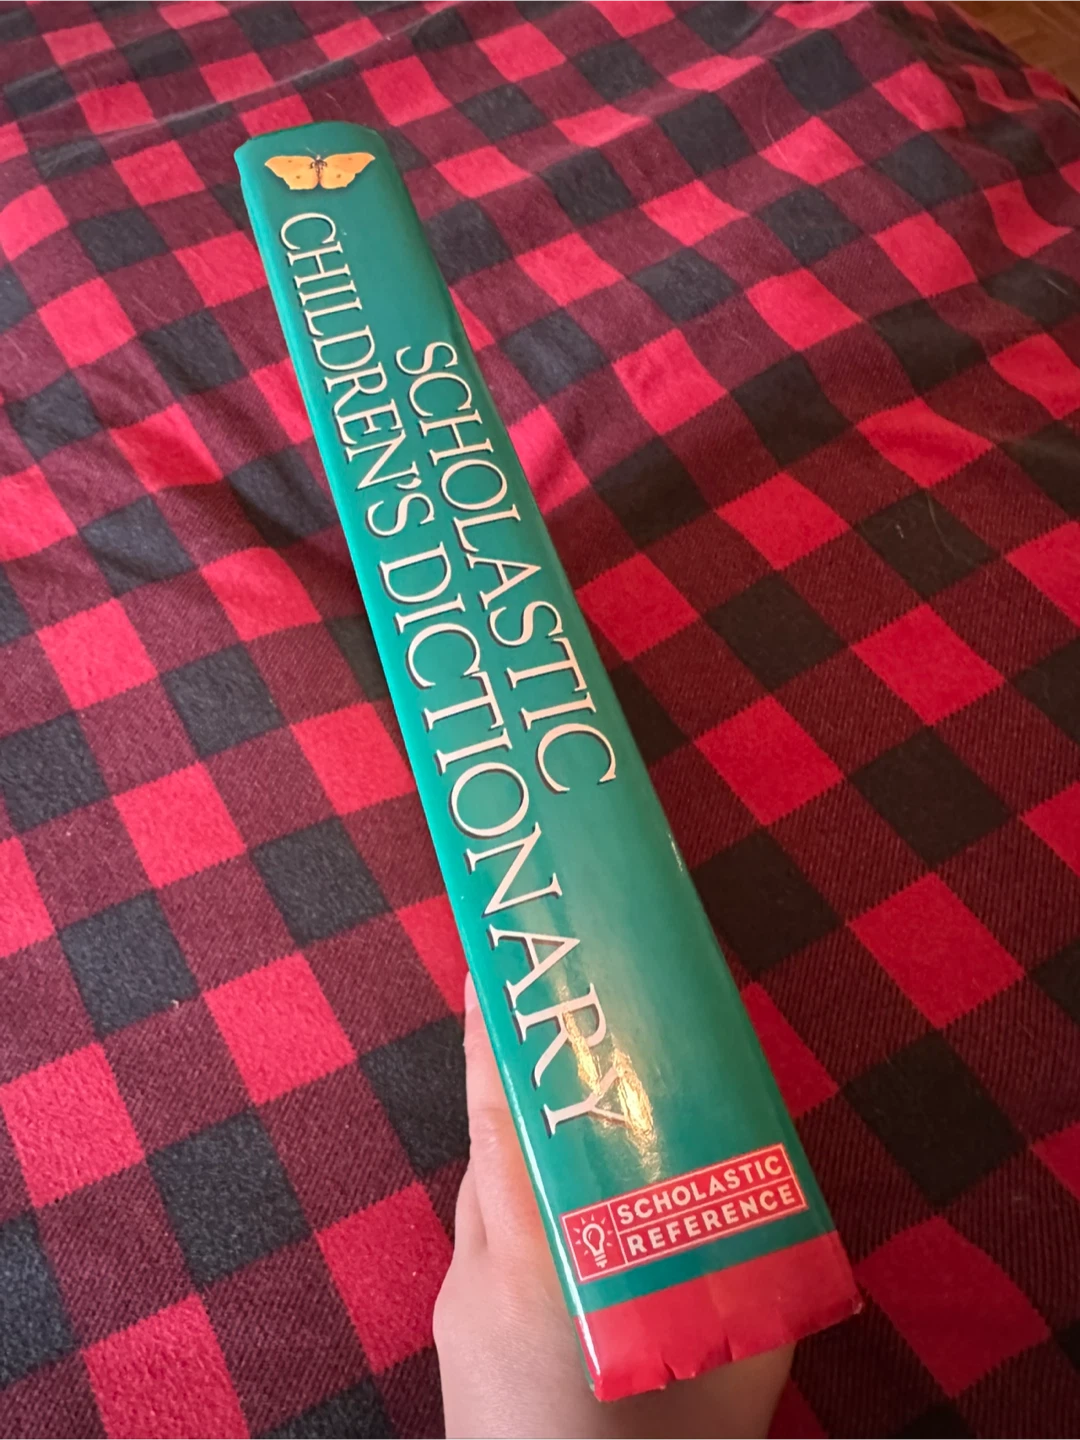 SCHOLASTIC
CHILDREN'S DICTIONARY
SCHOLASTIC
REFERENCE